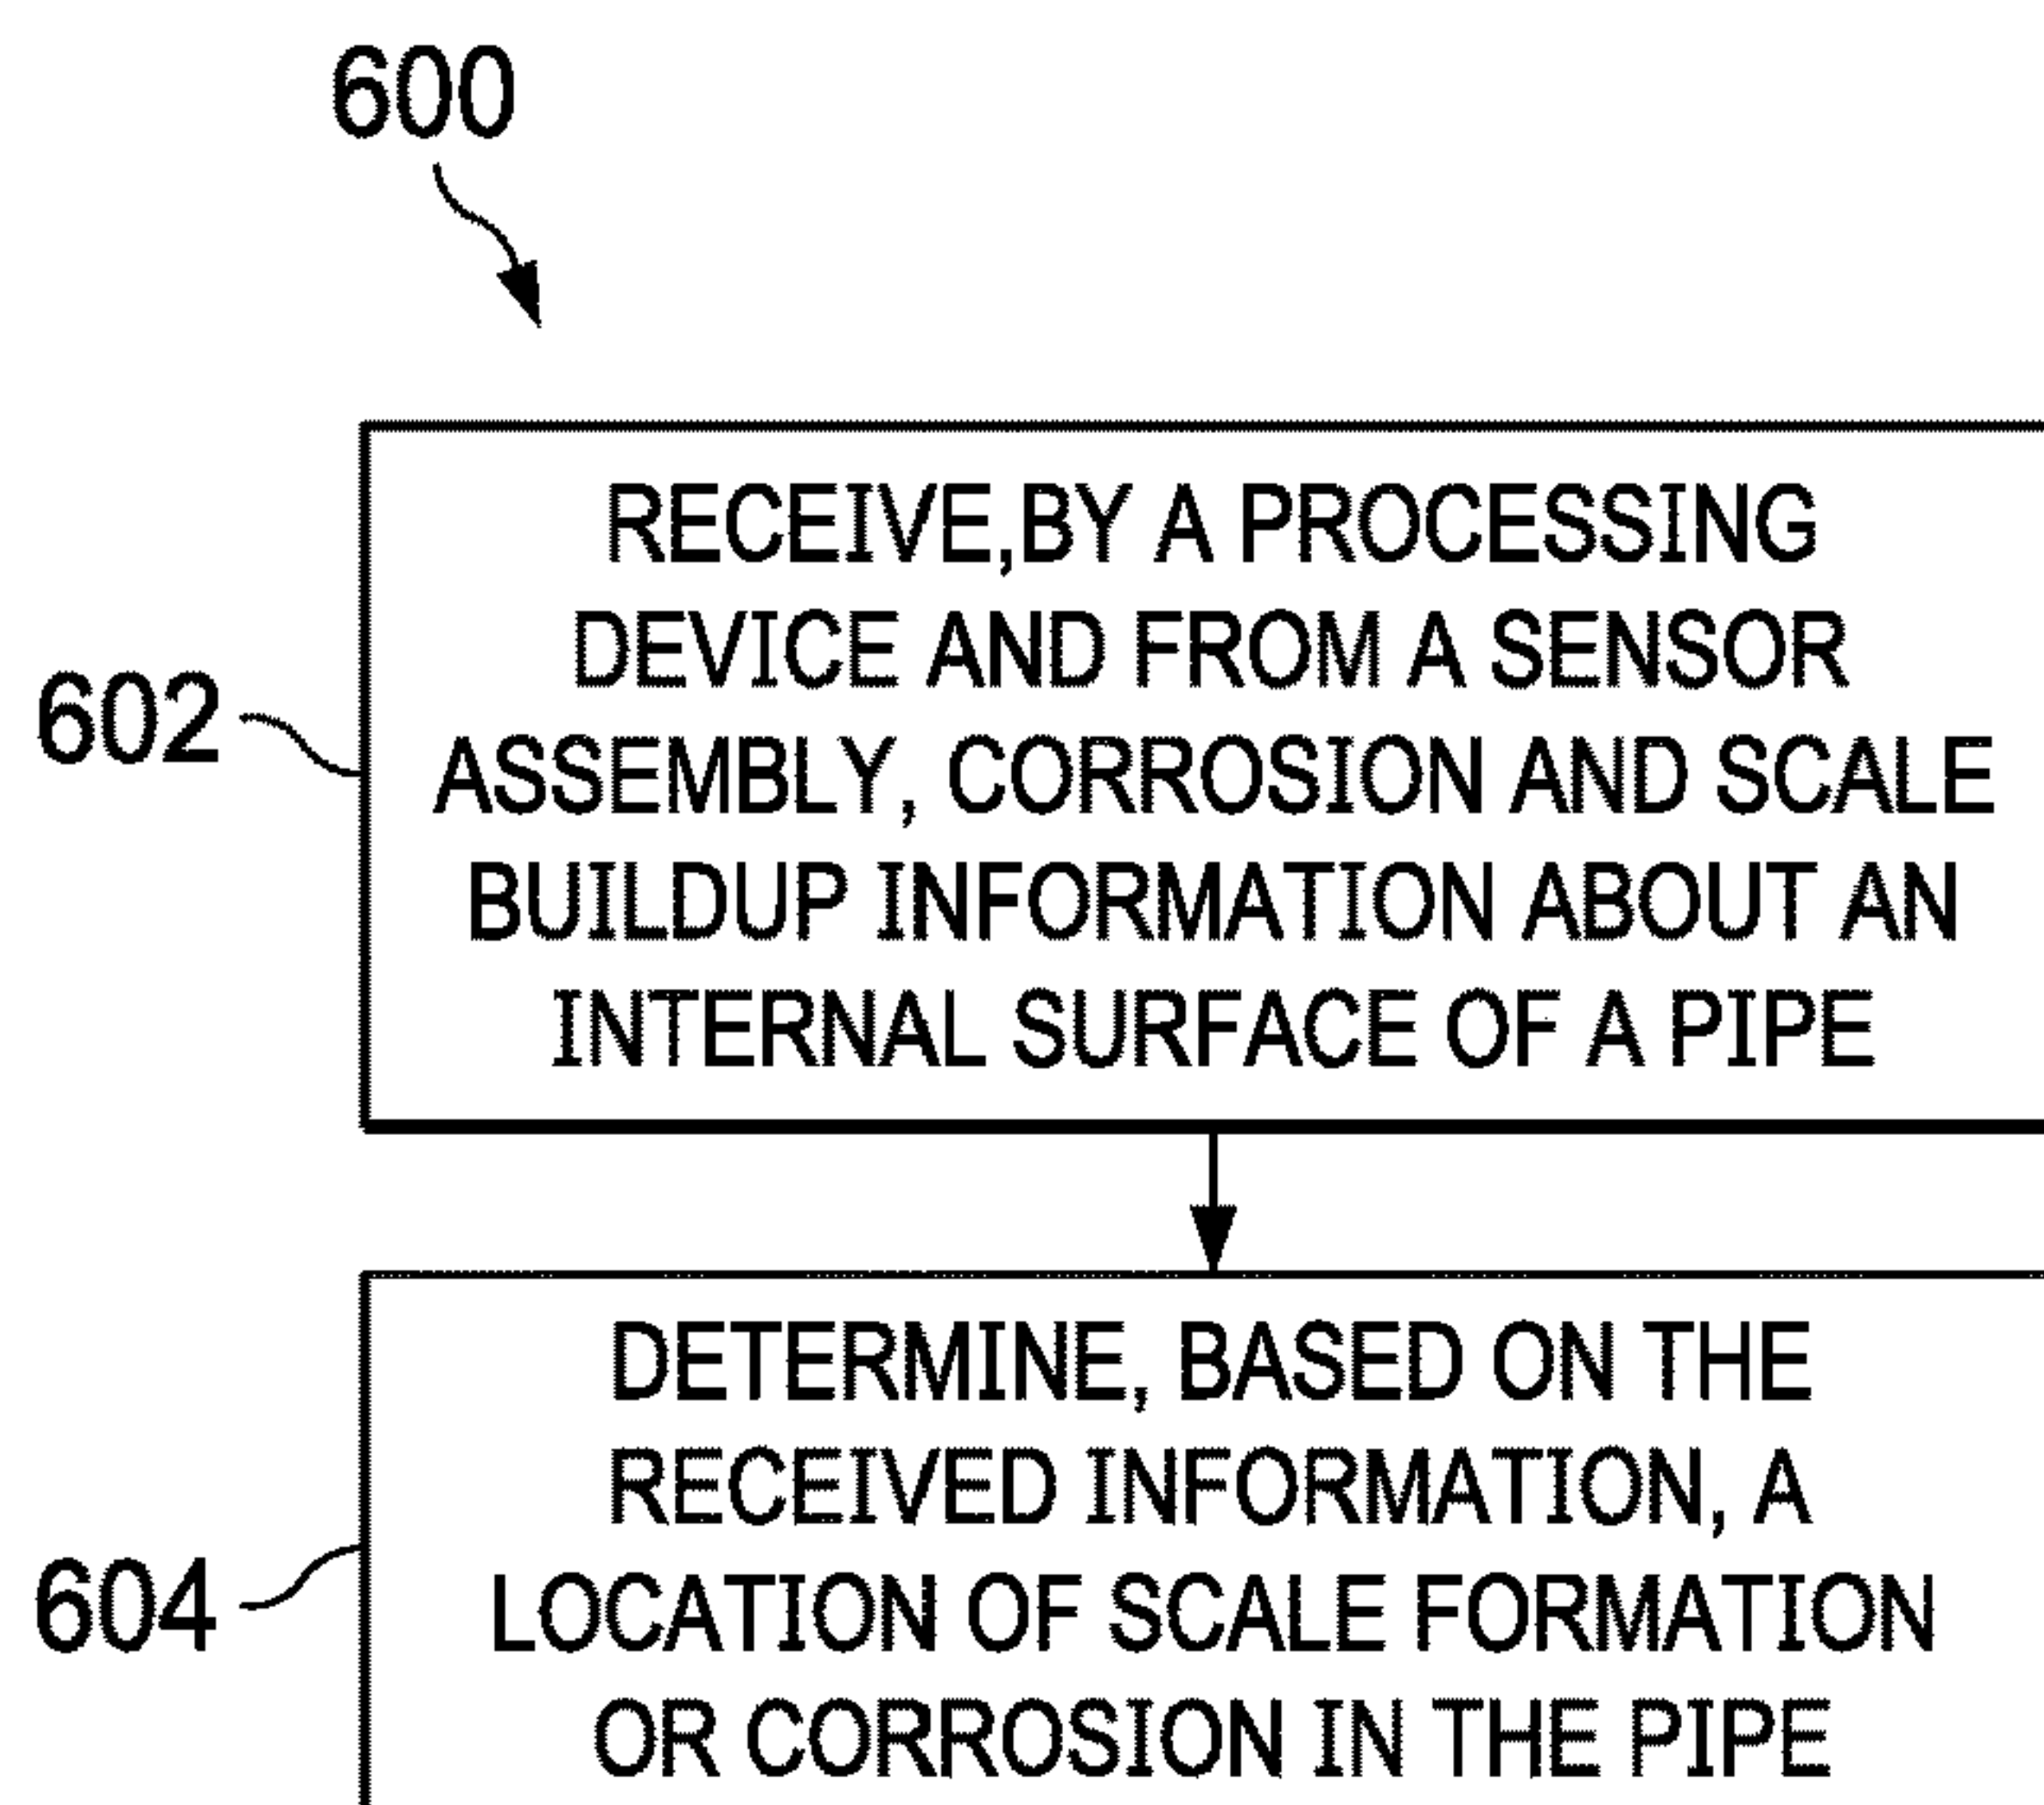 600
RECEIVE,BY A PROCESSING
DEVICE AND FROM A SENSOR
602
ASSEMBLY, CORROSION AND SCALE
BUILDUP INFORMATION ABOUT AN
INTERNAL SURFACE OF A PIPE
DETERMINE, BASED ON THE
RECEIVED INFORMATION, A
604
LOCATION OF SCALE FORMATION
OR CORROSION IN THE PIPE